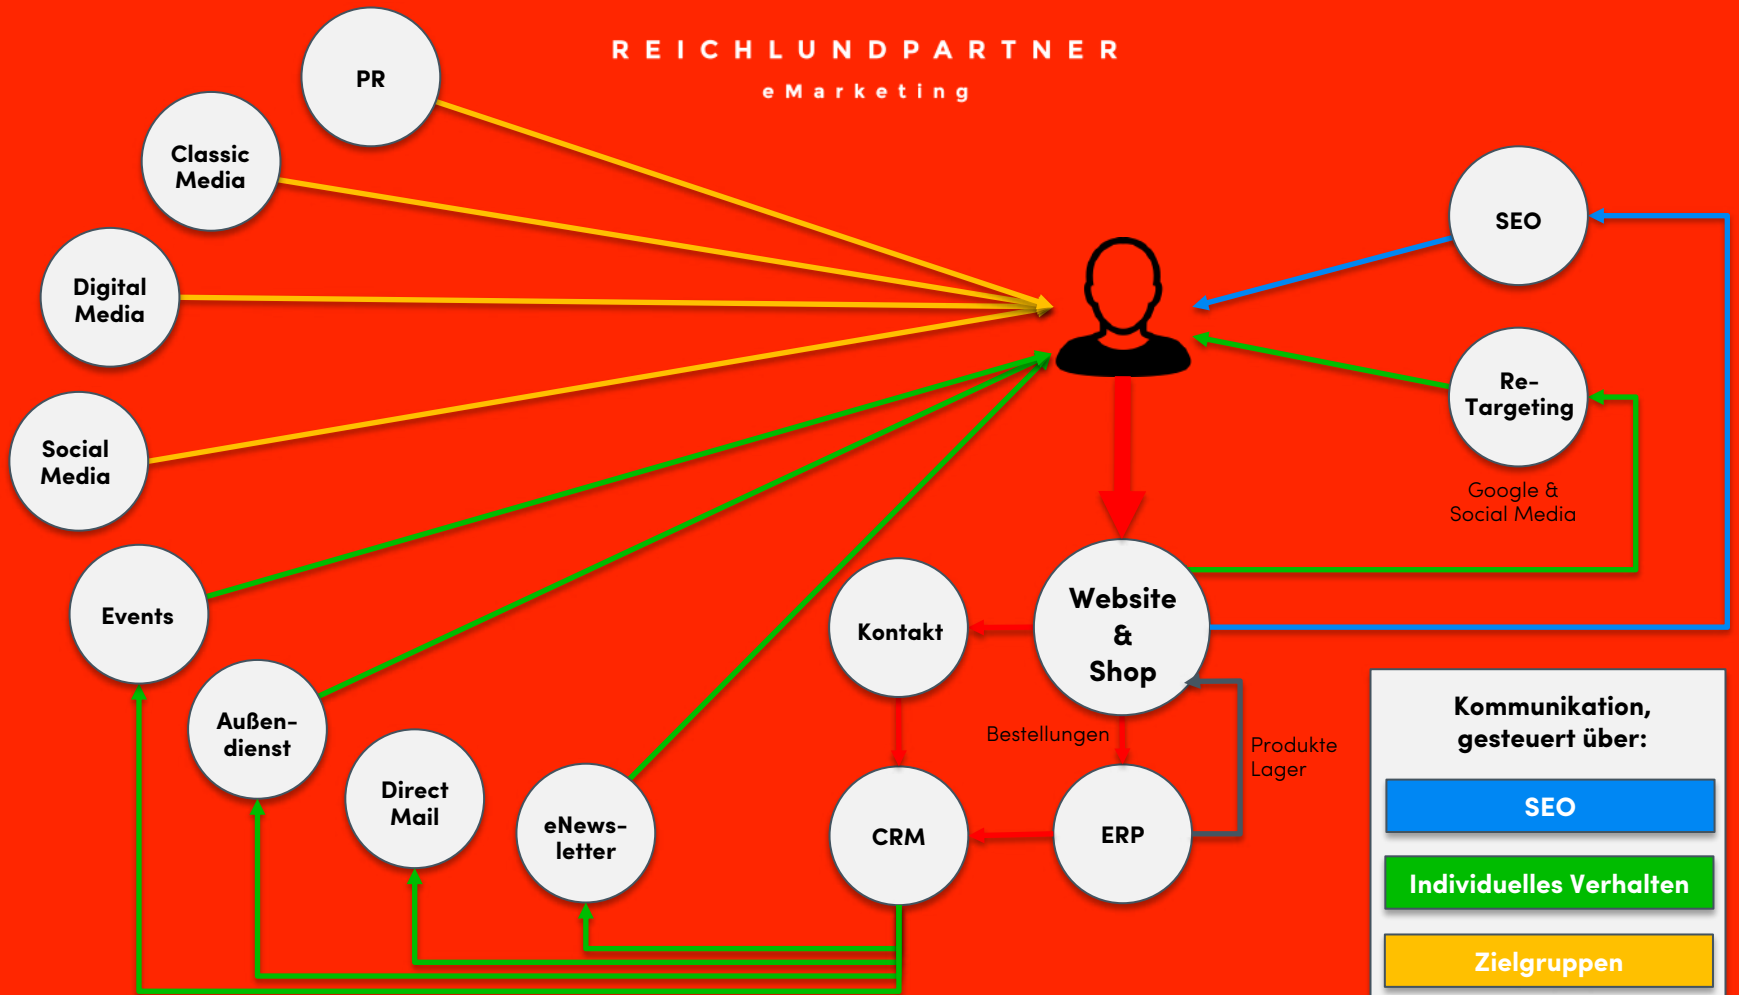 REICHLUNDPARTNER
eMarketing
PR
Classic
Media
Digital
Media
Social
Media
Events
Außen-
dienst
Direct
Mail
eNews-
letter
SEO
Re-
Targeting
Google &
Social Media
Website
&
Shop
Kontakt
Bestellungen
Produkte
Lager
CRM
ERP
Kommunikation,
gesteuert über:
SEO
Individuelles Verhalten
Zielgruppen